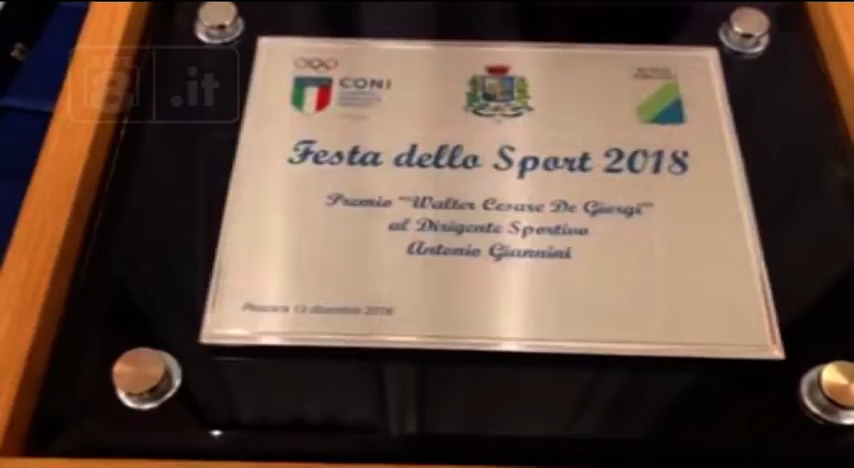 8 .it
CONI
Festa dello Sport 2018
Premio "Walter Cesare De Giorgi"
al Dirigente Sportivo
Antonio Giannini
Pescara 13 dicembre 2018